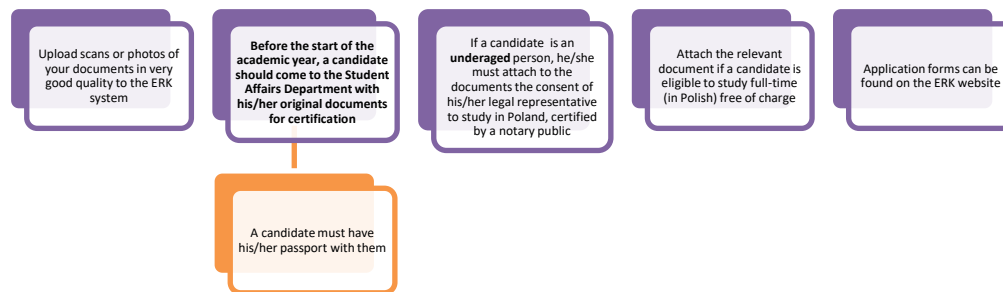 Upload scans or photos of
your documents in very
good quality to the ERK
system
Before the start of the
academic year, a candidate
should come to the Student
Affairs Department with
his/her original documents
for certification
If a candidate is an
underaged person, he/she
must attach to the
documents the consent of
his/her legal representative
to study in Poland, certified
by a notary public
Attach the relevant
document if a candidate is
eligible to study full-time
(in Polish) free of charge
Application forms can be
found on the ERK website
A candidate must have
his/her passport with them